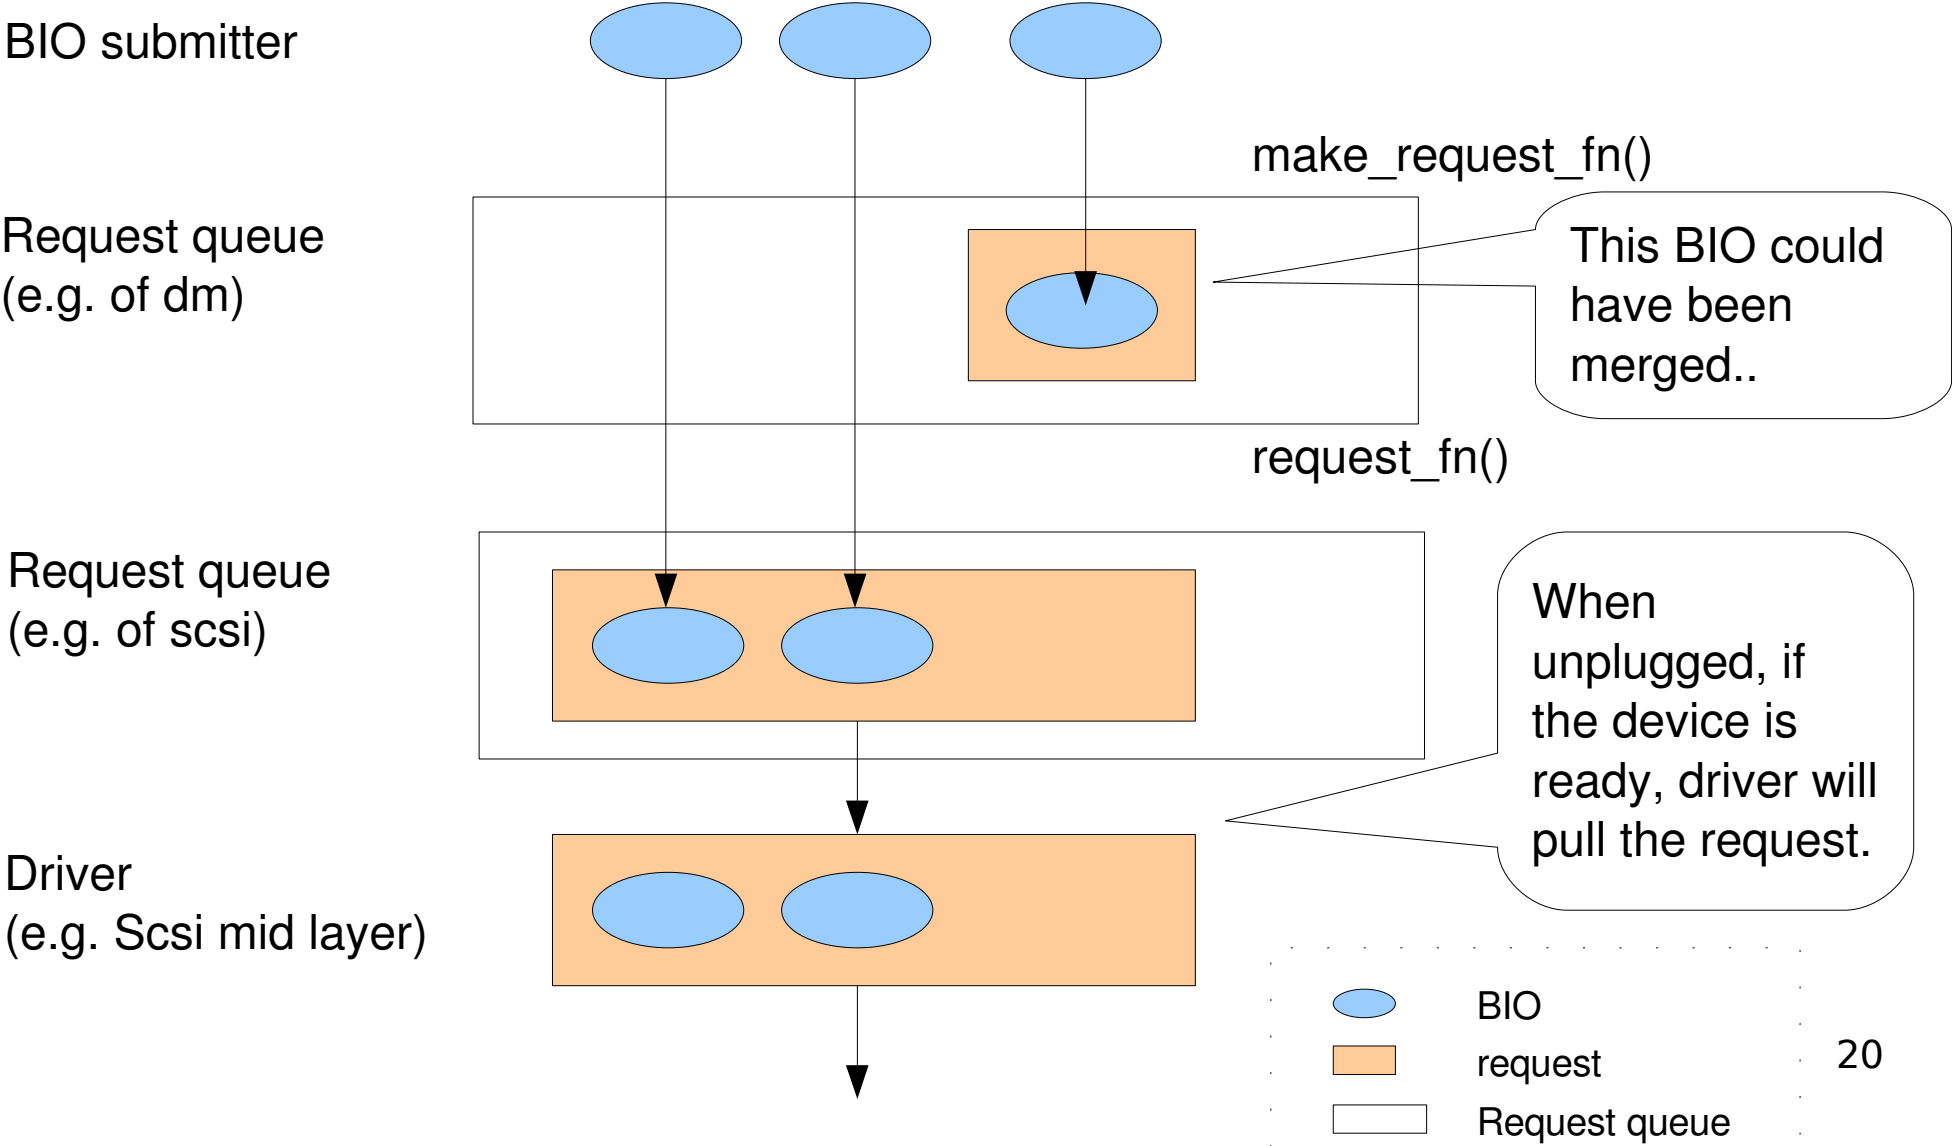 BIO submitter
make_request_fn()
Request queue
(e.g. of dm)
This BIO could
have been
merged..
request_fn()
Request queue
(e.g. of scsi)
When
unplugged, if
the device is
ready, driver will
pull the request.
Driver
(e.g. Scsi mid layer)
BIO
request
Request queue
20